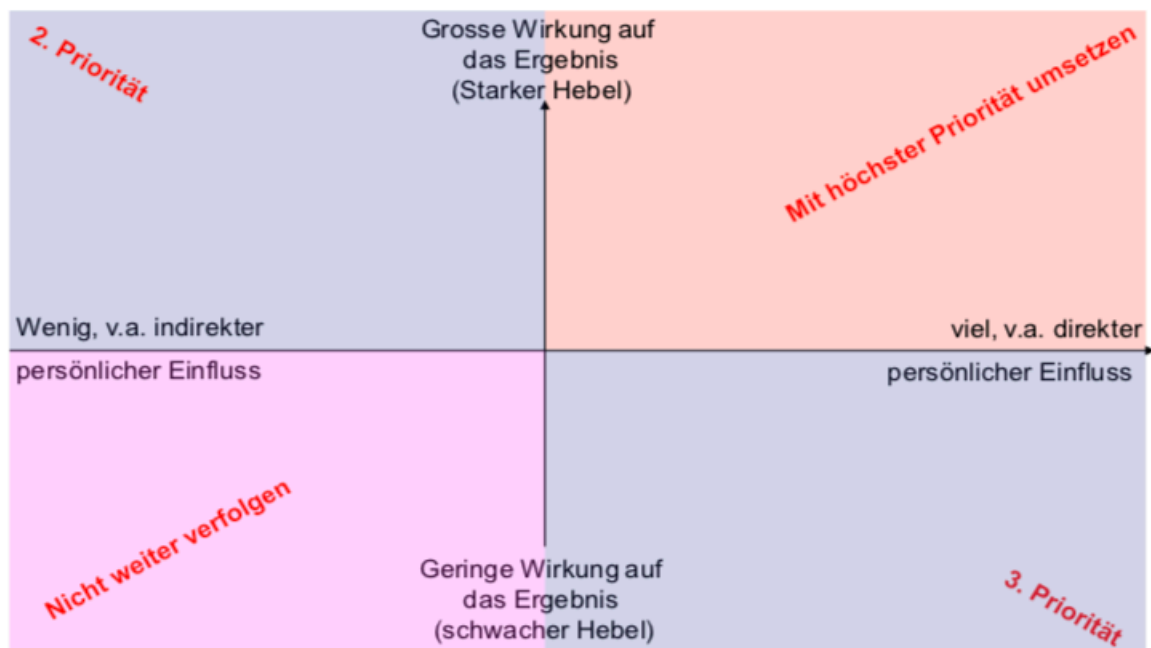 2. Priorität
Grosse Wirkung auf
das Ergebnis
(Starker Hebel)
Mit höchster Priorität umsetzen
Wenig, v.a. indirekter
persönlicher Einfluss
viel, v.a. direkter
persönlicher Einfluss
Nicht weiter verfolgen
Geringe Wirkung auf
das Ergebnis
(schwacher Hebel)
3. Priorität